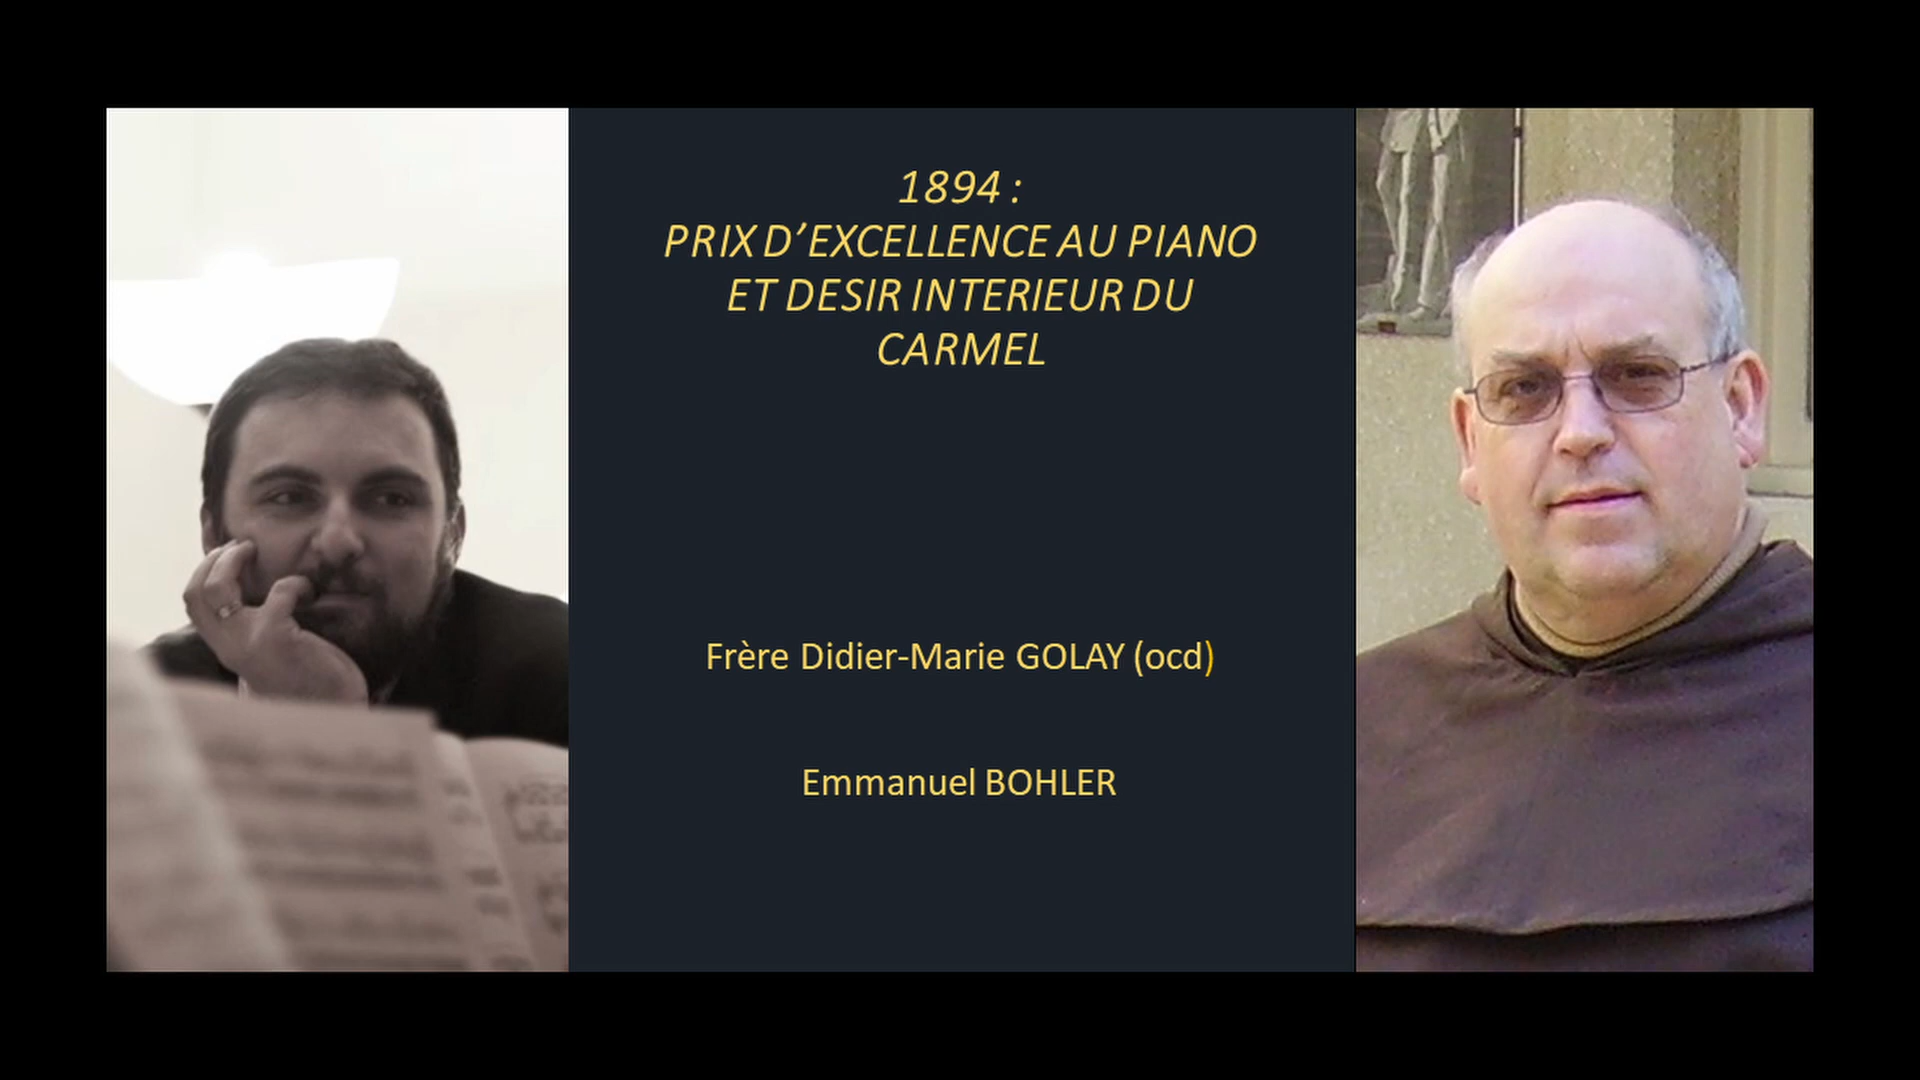 1894 :
PRIX D’EXCELLENCE AU PIANO
ET DESIR INTERIEUR DU
CARMEL
Frère Didier-Marie GOLAY (ocd)
Emmanuel BOHLER